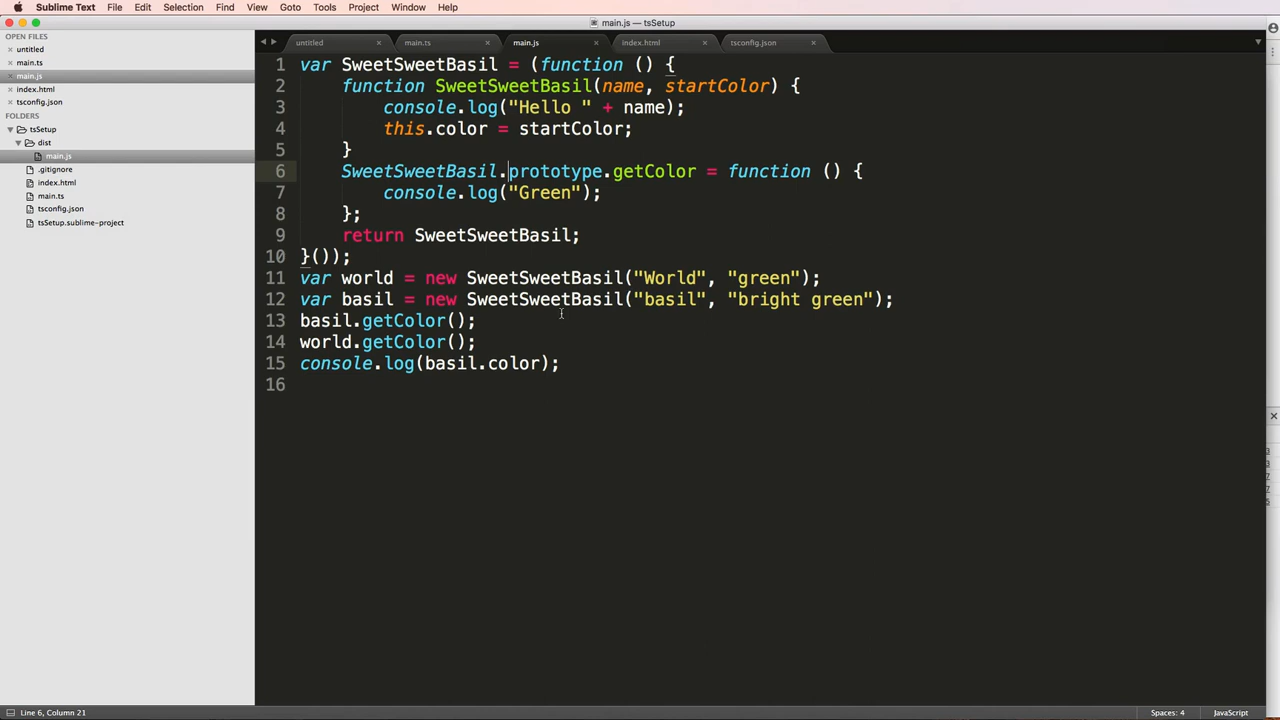 Sublime Text File Edit Selection Find View Goto Tools Project Window Help
main.js — tsSetup
OPEN FILES
untitled
main.ts
main.js
index.html
tsconfig.json
FOLDERS
tsSetup
dist
main.js
.gitignore
index.html
main.ts
tsconfig.json
tsSetup.sublime-project
untitled main.ts main.js index.html tsconfig.json
1 var SweetSweetBasil = (function () {
2 function SweetSweetBasil(name, startColor) {
3 console.log("Hello " + name);
4 this.color = startColor;
5 }
6 SweetSweetBasil.prototype.getColor = function () {
7 console.log("Green");
8 };
9 return SweetSweetBasil;
10 }());
11 var world = new SweetSweetBasil("World", "green");
12 var basil = new SweetSweetBasil("basil", "bright green");
13 basil.getColor();
14 world.getColor();
15 console.log(basil.color);
16
Line 6, Column 21 Spaces: 4 JavaScript